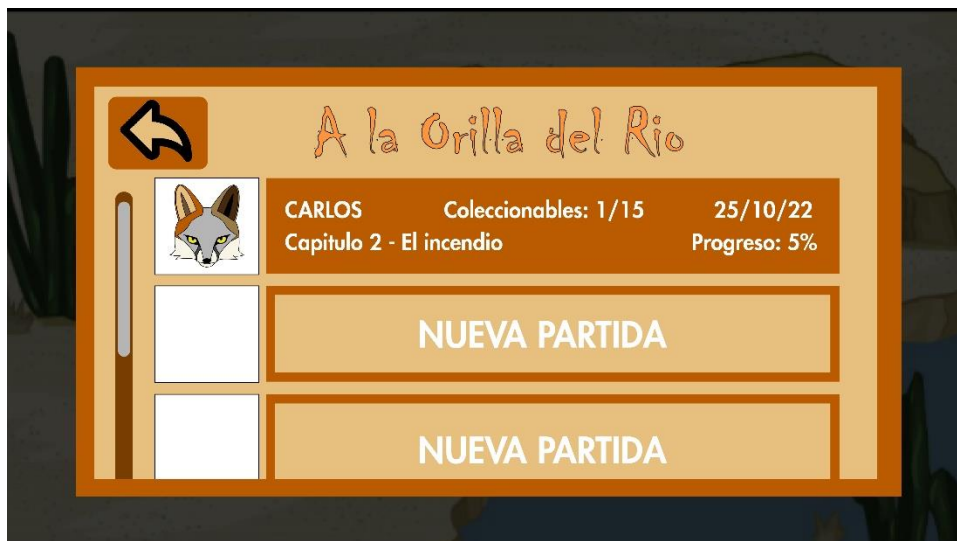 A la Orilla del Rio
CARLOS Coleccionables: 1/15 25/10/22
Capitulo 2 - El incendio Progreso: 5%
NUEVA PARTIDA
NUEVA PARTIDA